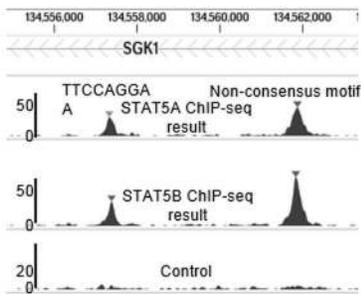 134,556,000 134,558,000 134,560,000 134,562,000
SGK1
TTCCAGGA Non-consensus motif
A STAT5A ChIP-seq
result
50
0
STAT5B ChIP-seq
result
50
0
Control
20
0